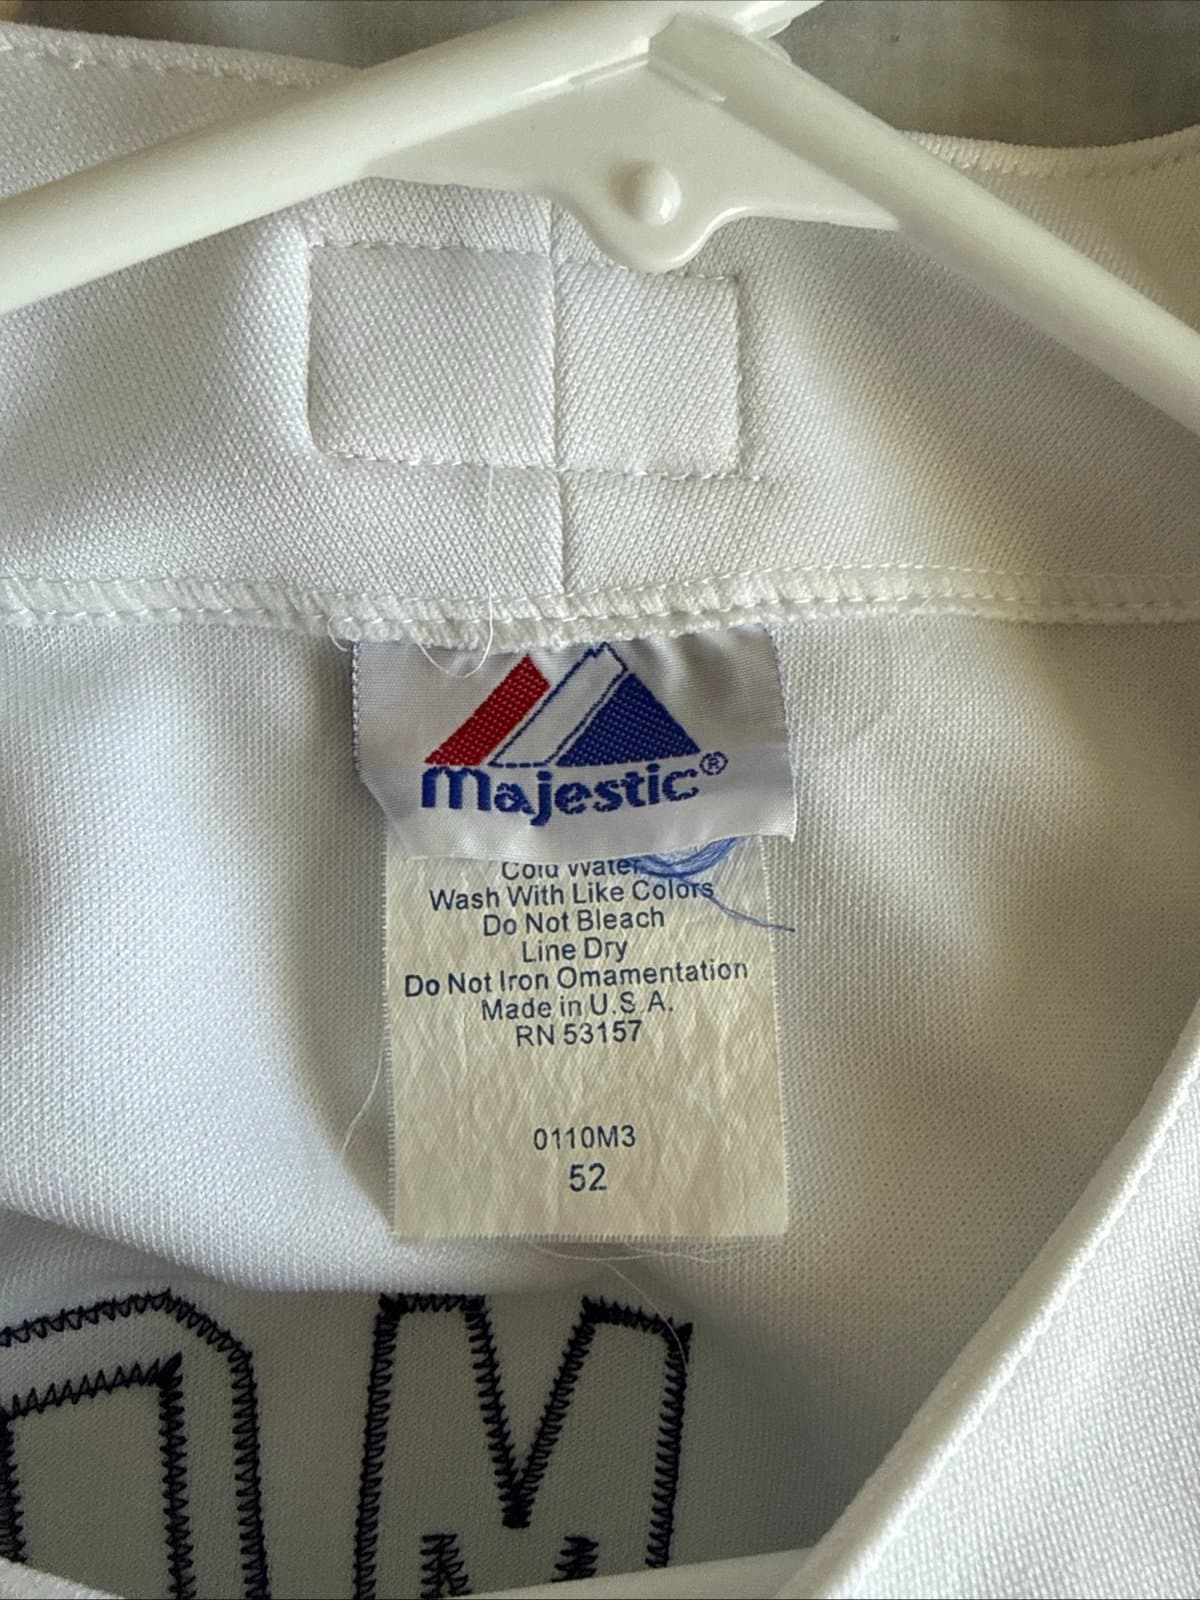 Majestic®
Cold Water
Wash With Like Colors
Do Not Bleach
Line Dry
Do Not Iron Ornamentation
Made in U.S.A.
RN 53157
0110M3
52